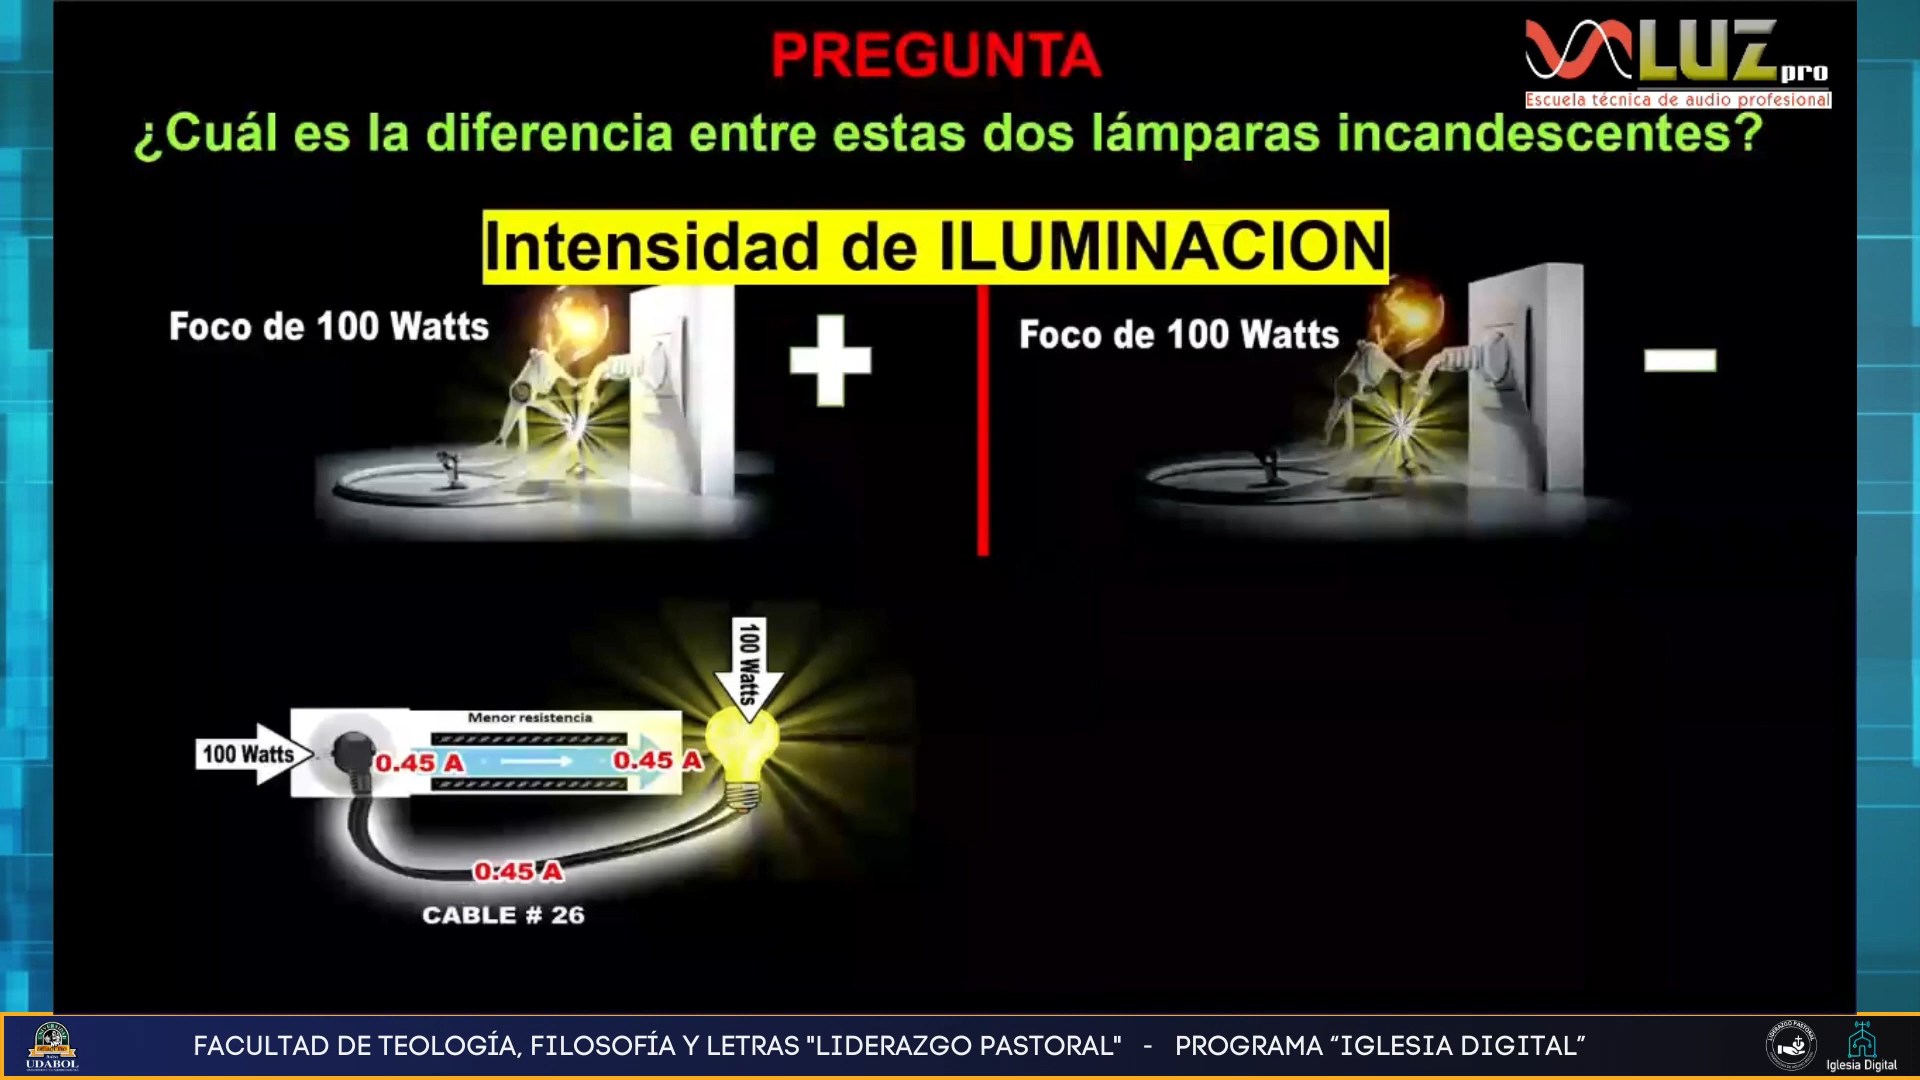 PREGUNTA
LUZ pro
Escuela técnica de audio profesional
¿Cuál es la diferencia entre estas dos lámparas incandescentes?
Intensidad de ILUMINACION
Foco de 100 Watts
+
Foco de 100 Watts
−
100 Watts
Menor resistencia
100 Watts
0.45 A
0.45 A
0.45 A
CABLE # 26
FACULTAD DE TEOLOGÍA, FILOSOFÍA Y LETRAS "LIDERAZGO PASTORAL" - PROGRAMA “IGLESIA DIGITAL”
UDABOL
Iglesia Digital